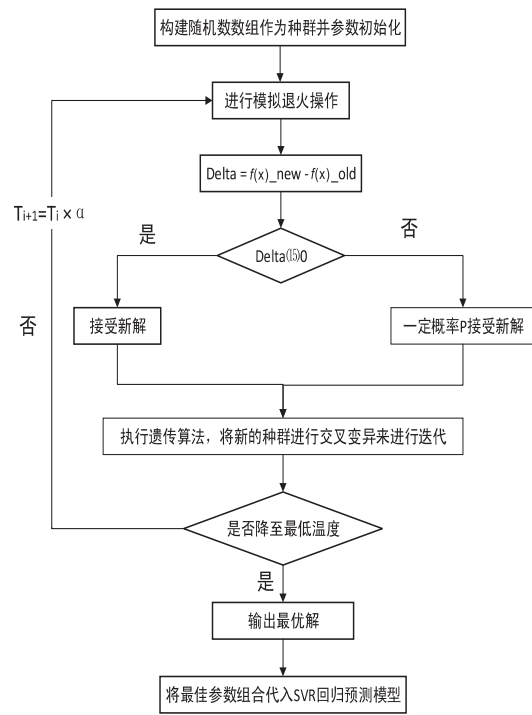 构建随机数数组作为种群并参数初始化
进行模拟退火操作
Delta = f(x)_new - f(x)_old
Ti+1=Ti × α
是
否
Delta⒂0
否
接受新解
一定概率P接受新解
执行遗传算法，将新的种群进行交叉变异来进行迭代
是否降至最低温度
是
输出最优解
将最佳参数组合代入SVR回归预测模型